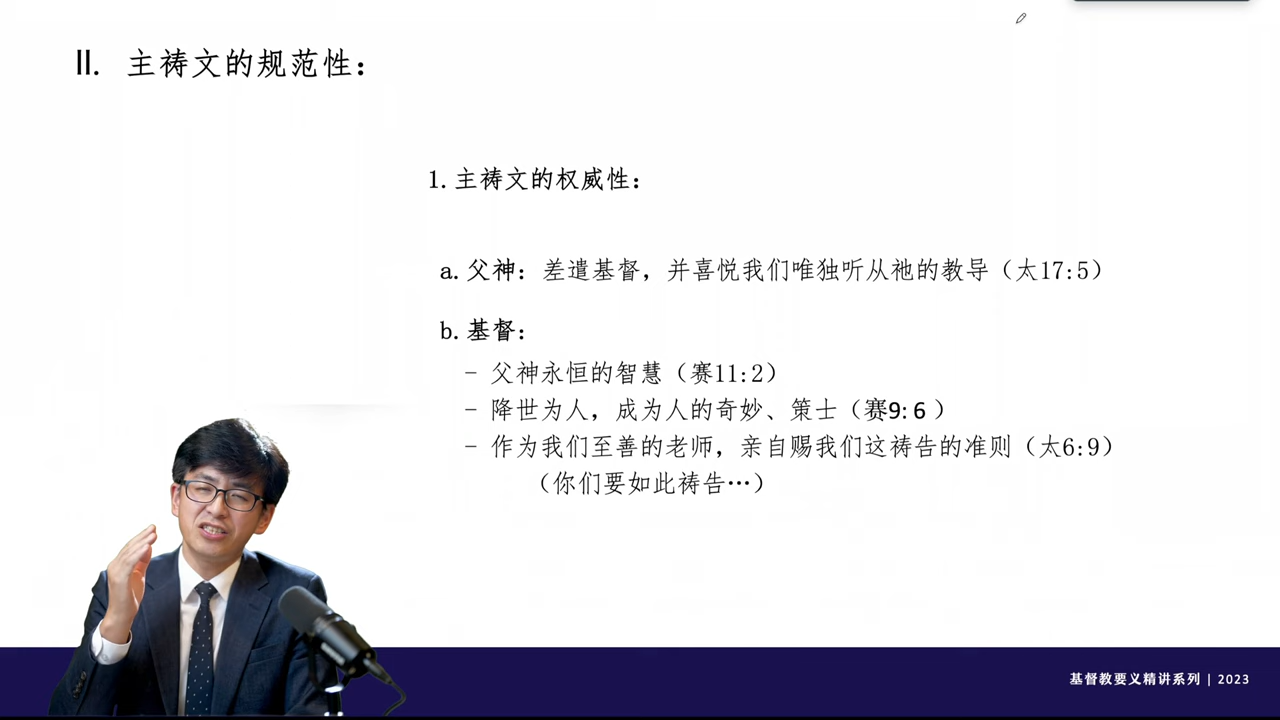 II. 主祷文的规范性：
1. 主祷文的权威性：
a. 父神：差遣基督，并喜悦我们唯独听从祂的教导（太17:5）
b. 基督：
- 父神永恒的智慧（赛11:2）
- 降世为人，成为人的奇妙、策士（赛9: 6 ）
- 作为我们至善的老师，亲自赐我们这祷告的准则（太6:9）
（你们要如此祷告…）
基督教要义精讲系列 | 2023